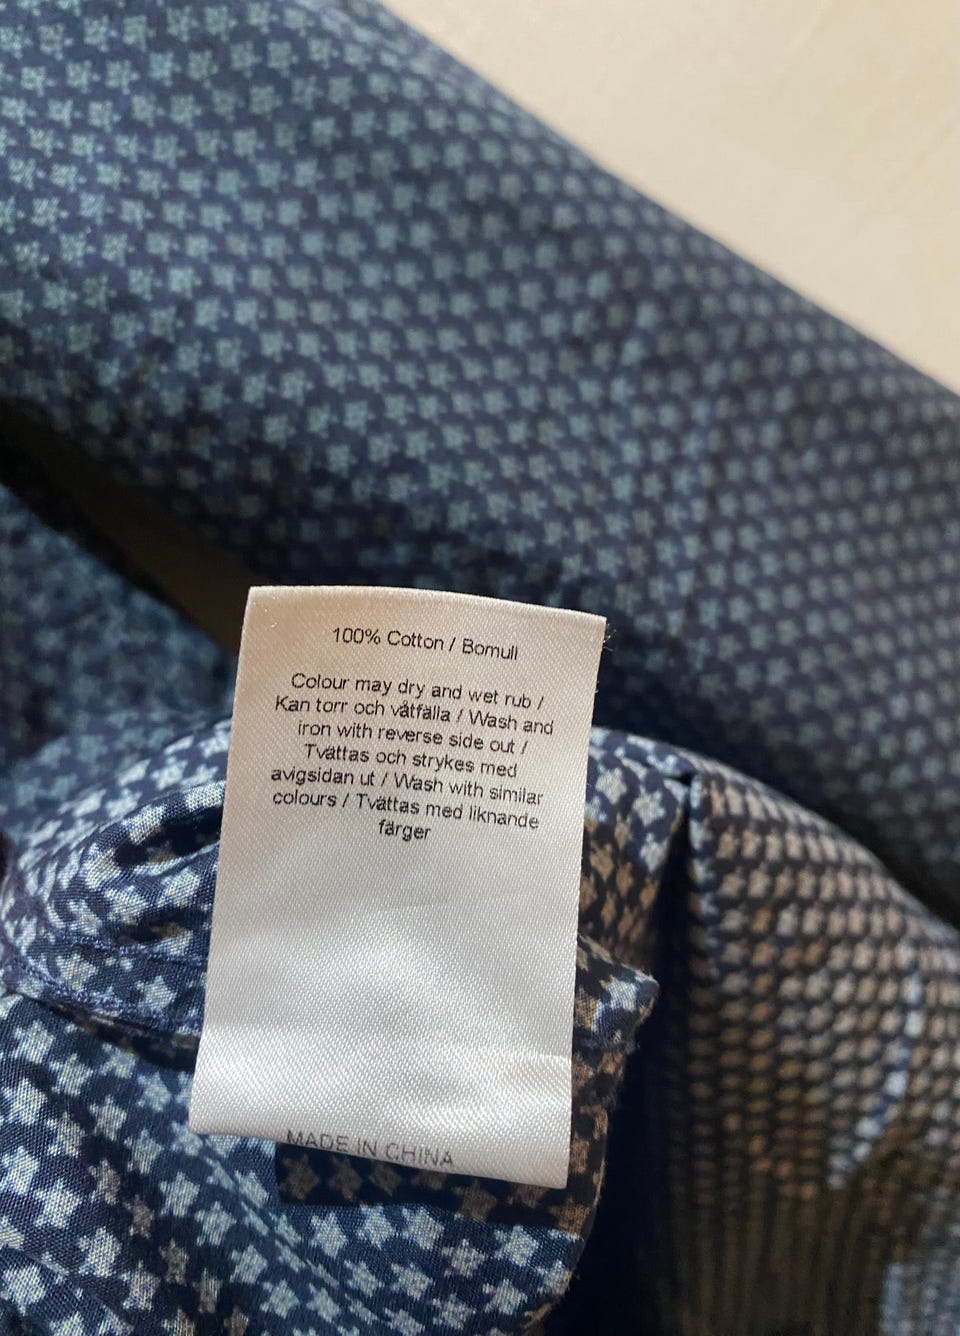 100% Cotton / Bomull
Colour may dry and wet rub /
Kan torr och våtfälla / Wash and
iron with reverse side out /
Tvättas och strykes med
avigsidan ut / Wash with similar
colours / Tvättas med liknande
färger
MADE IN CHINA